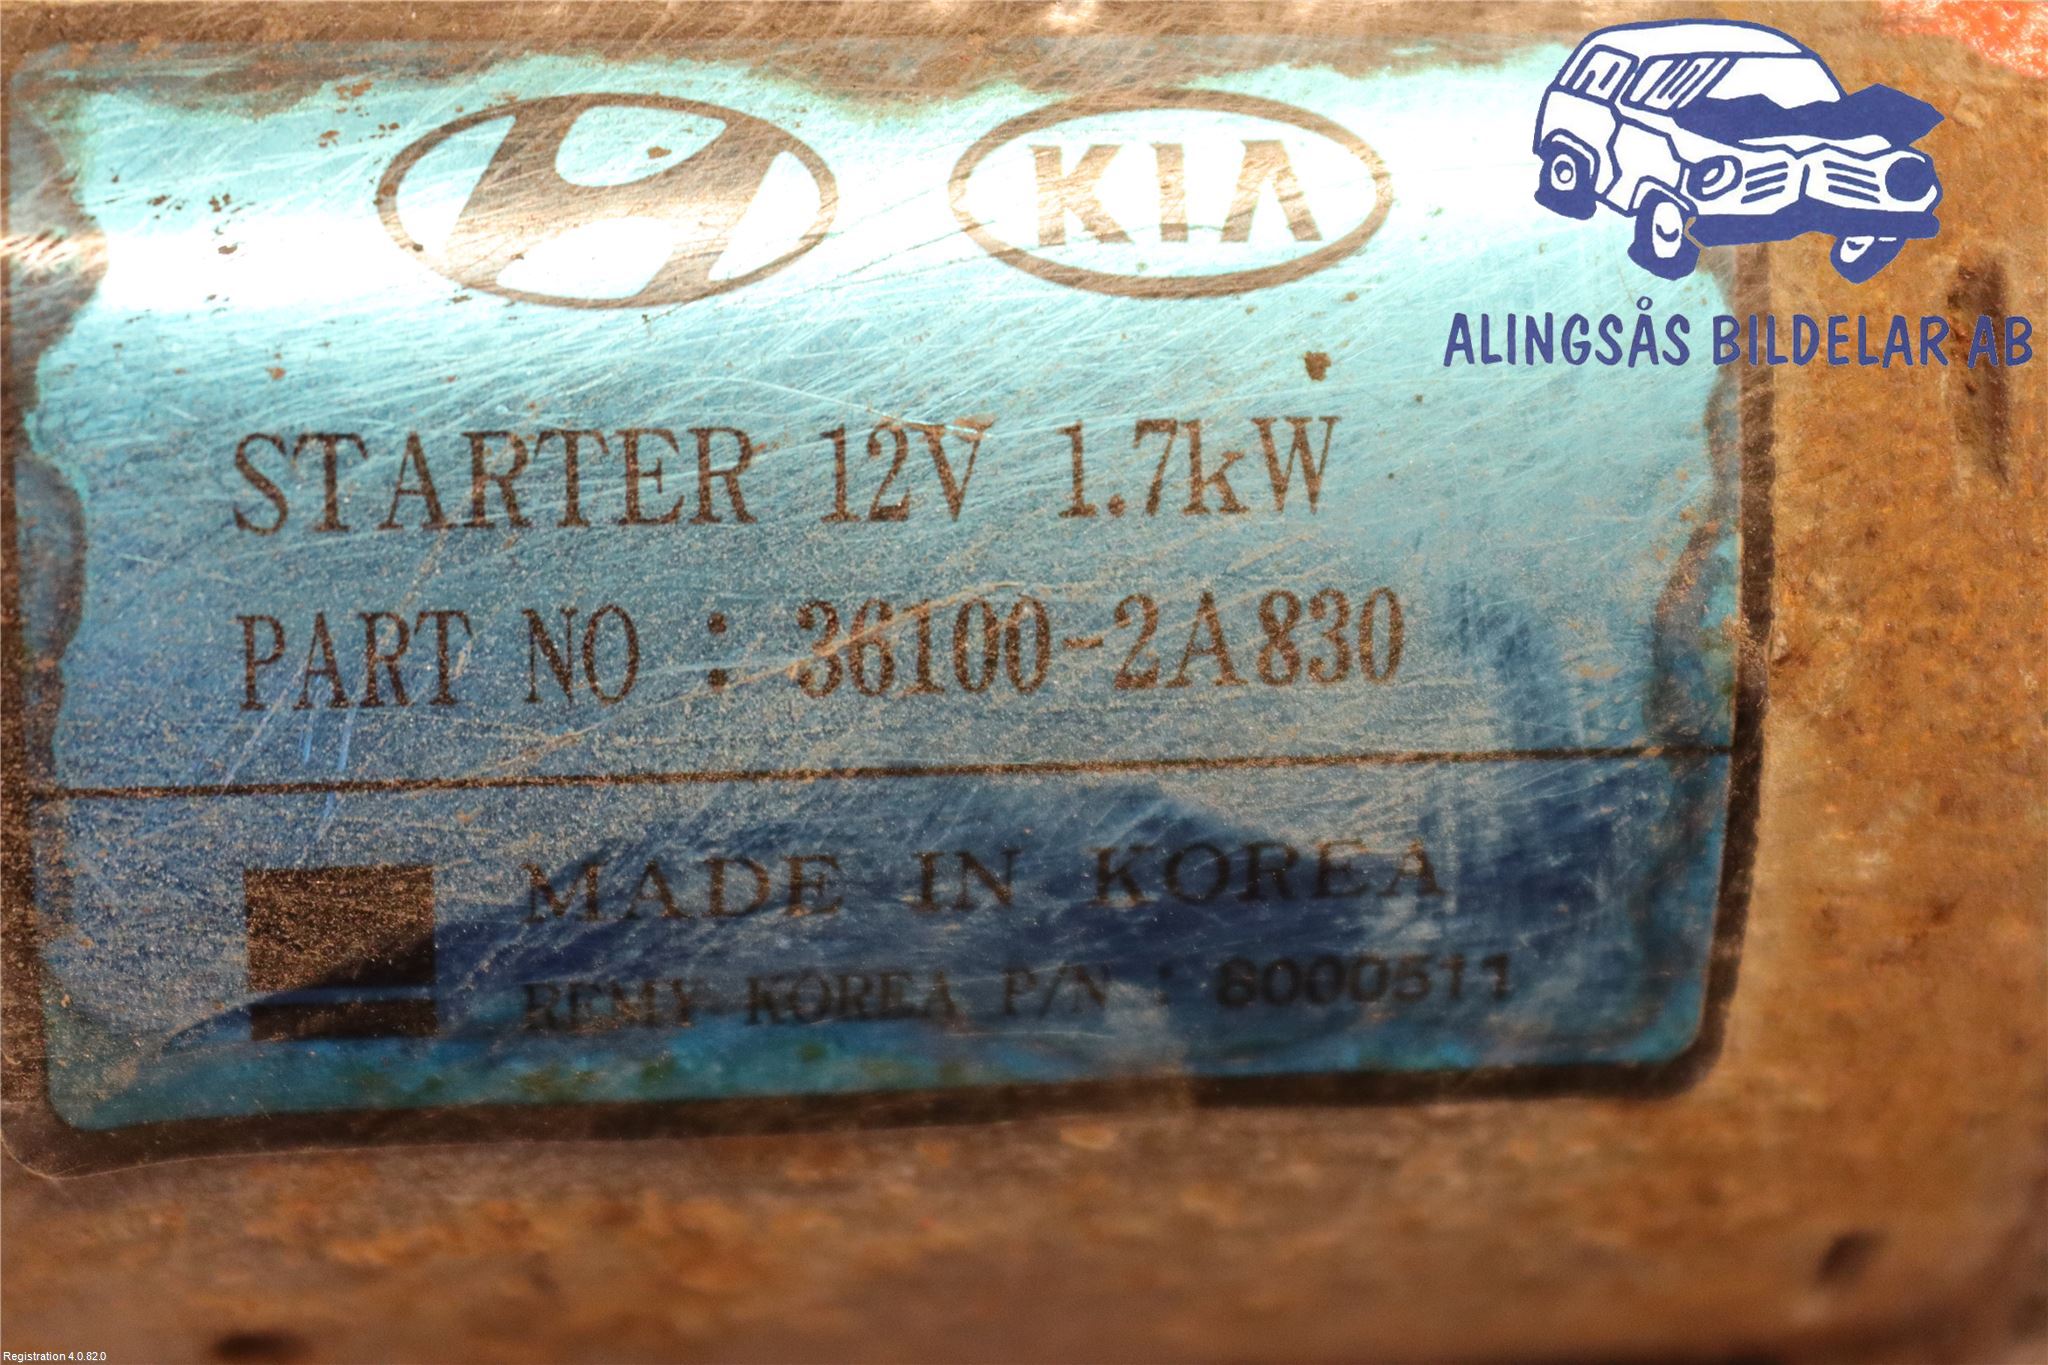 KIA
ALINGSÅS BILDELAR AB
STARTER 12V 1.7kW
PART NO : 36100-2A830
MADE IN KOREA
REMY KOREA P/N : 8000511
Registration 4.0.82.0